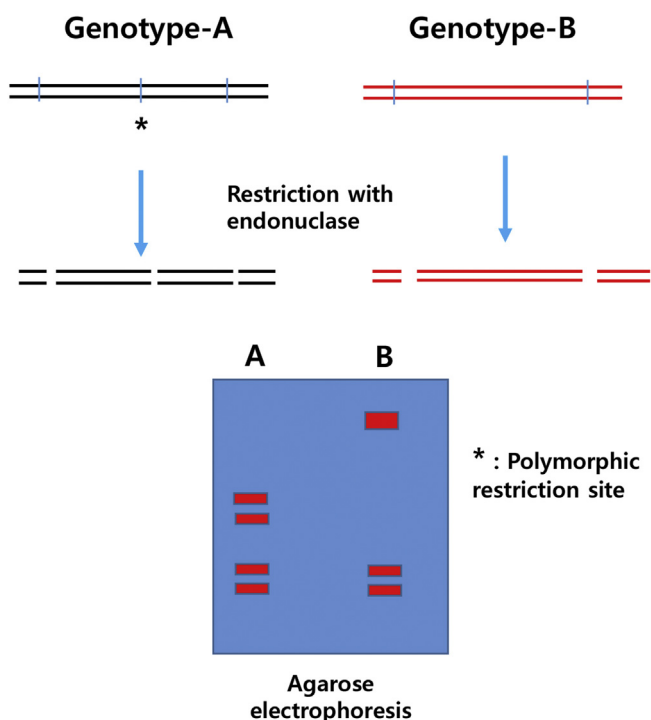 Genotype-A
Genotype-B
*
Restriction with
endonuclase
A
B
* : Polymorphic
restriction site
Agarose
electrophoresis